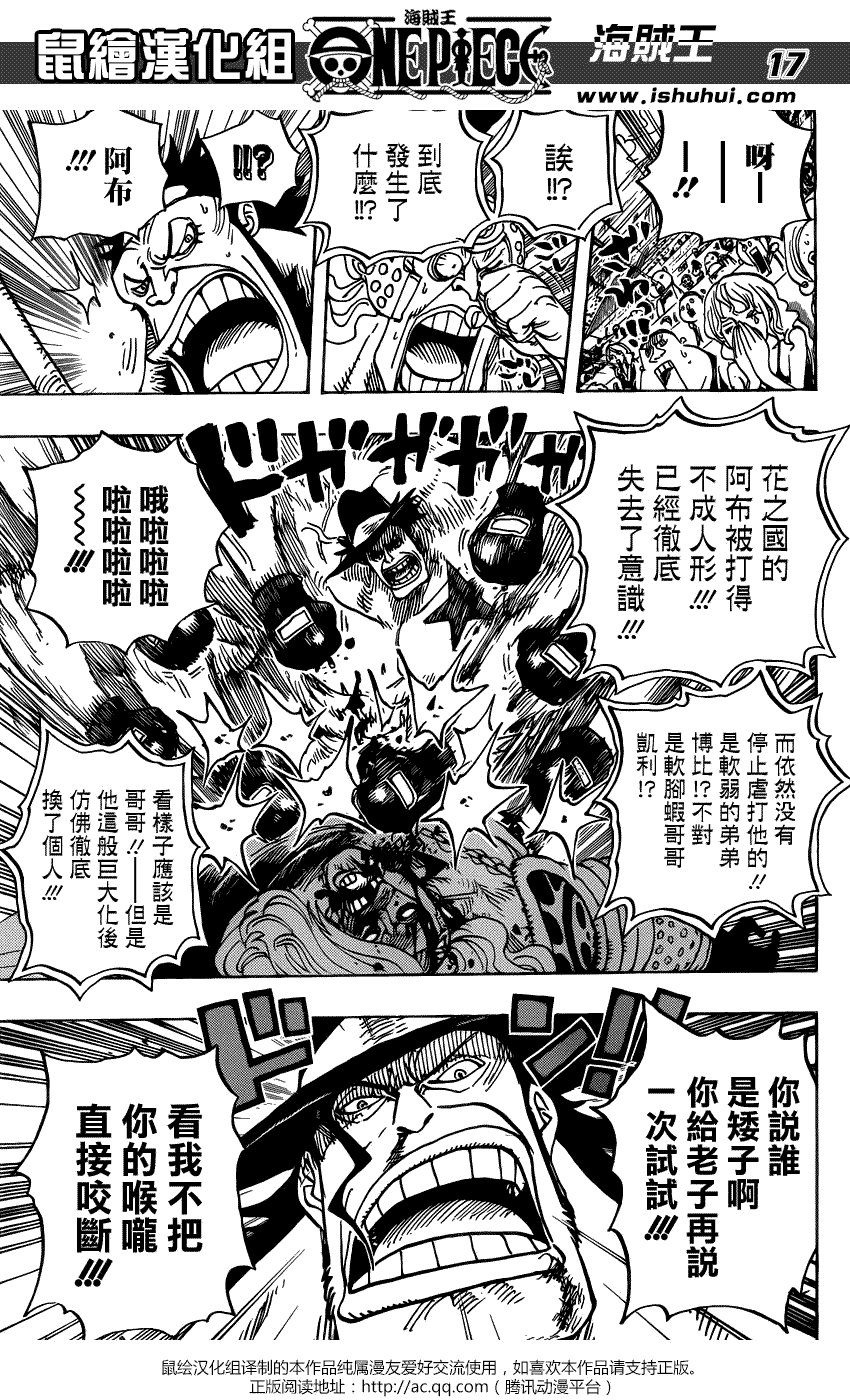 鼠繪漢化組
海賊王
ONE PIECE
海賊王
17
www.ishuhui.com
呀—
—
—
!!
誒!!?
到底
發生了
什麼!!?
!!?
阿布
!!!
ドガガガガ
花之國的
阿布被打得
不成人形!!!
已經徹底
失去了意識!!!
哦啦啦啦
啦啦啦啦
〜〜!!!
而依然没有
停止虐打他的!!
是軟弱的弟弟
博比!?不對
是軟腳蝦哥哥
凱利!?
看樣子應該是
哥哥!!——但是
他這般巨大化後
仿佛徹底
換了個人!!!
ドン
你説誰
是矮子啊
你給老子再説
一次試試!!!
看我不把
你的喉嚨
直接咬斷!!!
鼠绘汉化组译制的本作品纯属漫友爱好交流使用，如喜欢本作品请支持正版。
正版阅读地址：http://ac.qq.com（腾讯动漫平台）